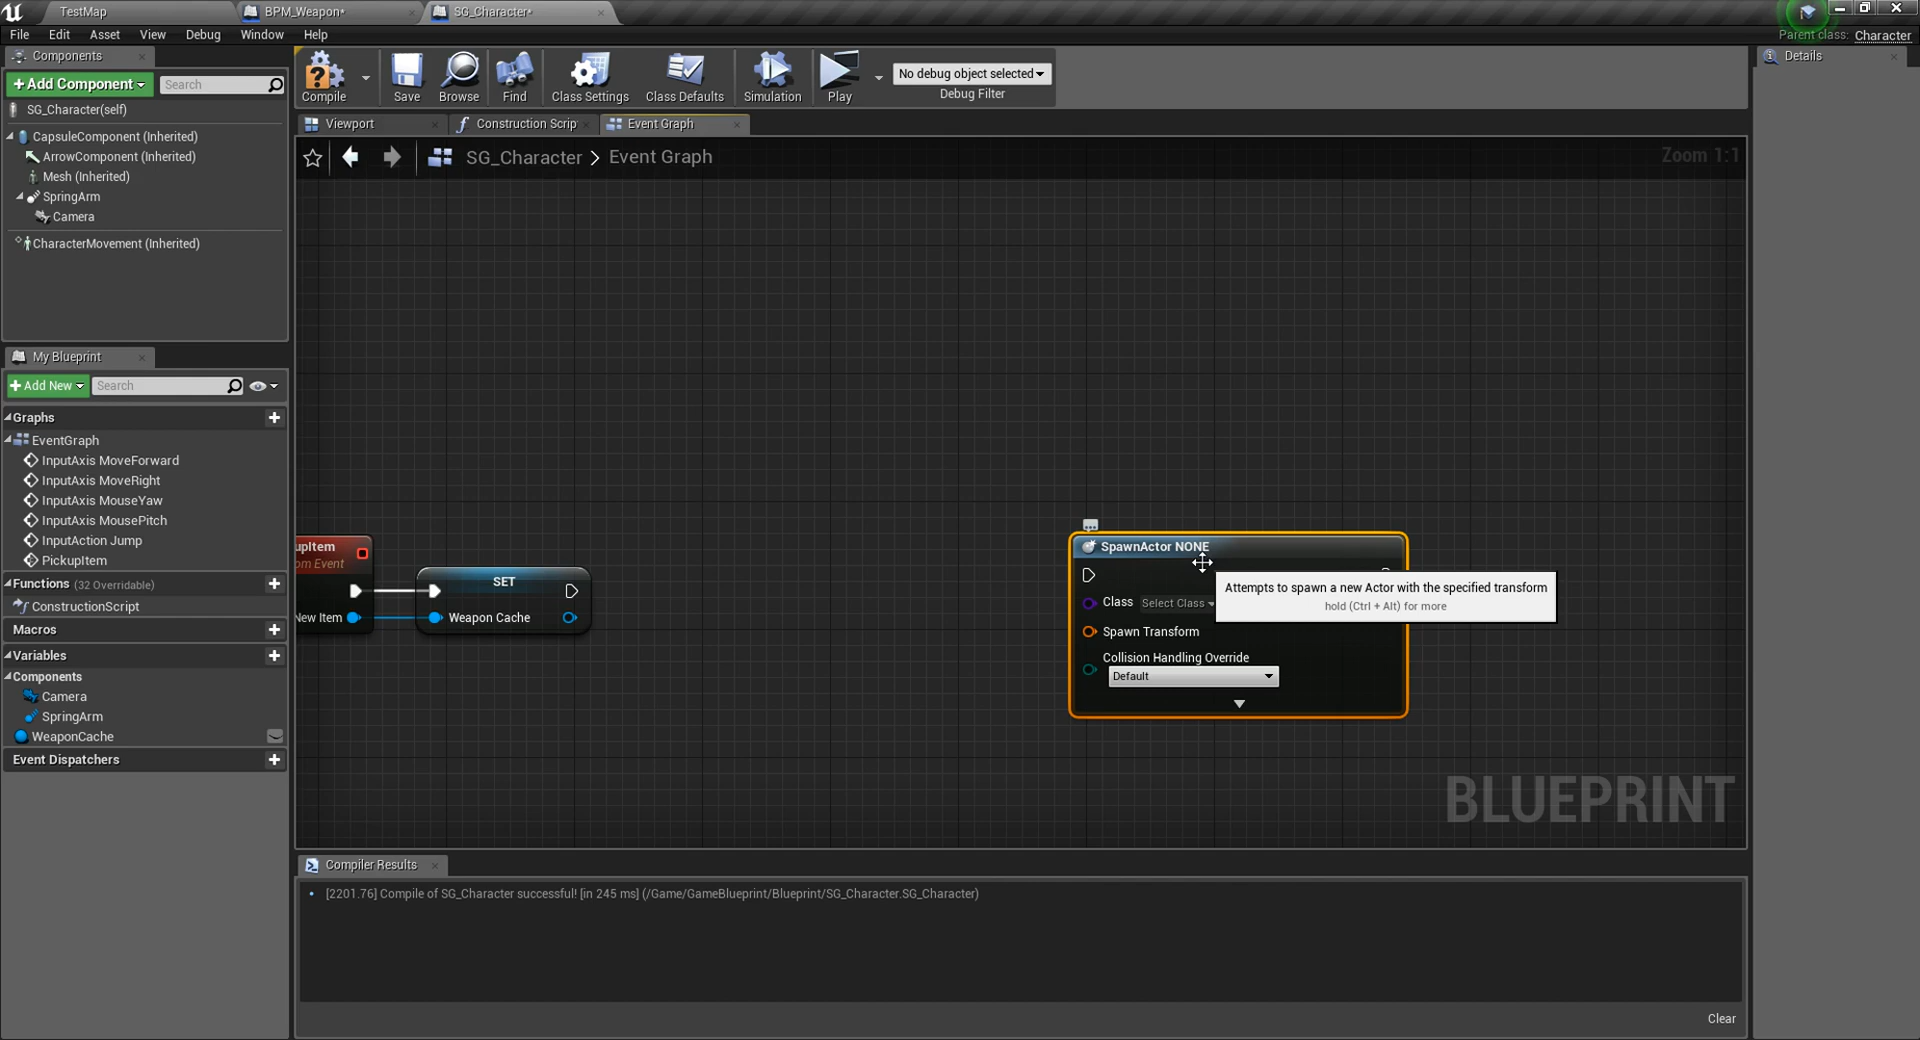 TestMap
BPM_Weapon*
SG_Character*
File Edit Asset View Debug Window Help
Parent class: Character
Components
+ Add Component
Search
SG_Character(self)
CapsuleComponent (Inherited)
ArrowComponent (Inherited)
Mesh (Inherited)
SpringArm
Camera
CharacterMovement (Inherited)
My Blueprint
+ Add New
Search
Graphs
EventGraph
InputAxis MoveForward
InputAxis MoveRight
InputAxis MouseYaw
InputAxis MousePitch
InputAction Jump
PickupItem
Functions (32 Overridable)
ConstructionScript
Macros
Variables
Components
Camera
SpringArm
WeaponCache
Event Dispatchers
Compile
Save
Browse
Find
Class Settings
Class Defaults
Simulation
Play
No debug object selected
Debug Filter
Viewport
Construction Scrip
Event Graph
SG_Character > Event Graph
Zoom 1:1
upItem
om Event
New Item
SET
Weapon Cache
SpawnActor NONE
Class Select Class
Spawn Transform
Collision Handling Override
Default
Attempts to spawn a new Actor with the specified transform
hold (Ctrl + Alt) for more
BLUEPRINT
Compiler Results
[2201.76] Compile of SG_Character successful! [in 245 ms] (/Game/GameBlueprint/Blueprint/SG_Character.SG_Character)
Clear
Details